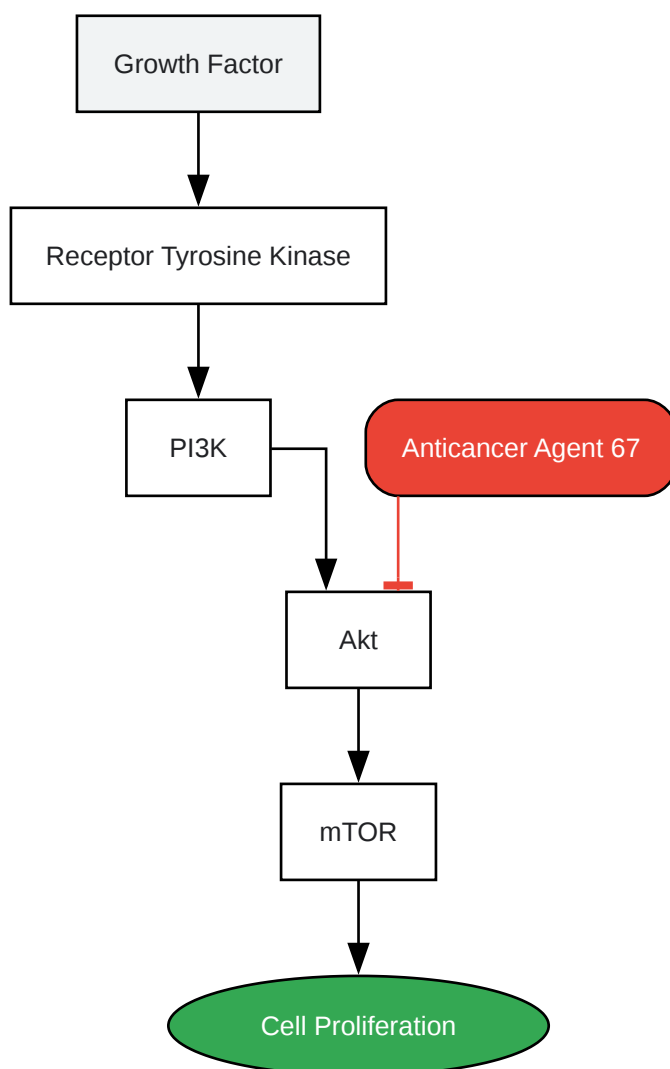 Growth Factor
Receptor Tyrosine Kinase
PI3K
Anticancer Agent 67
Akt
mTOR
Cell Proliferation